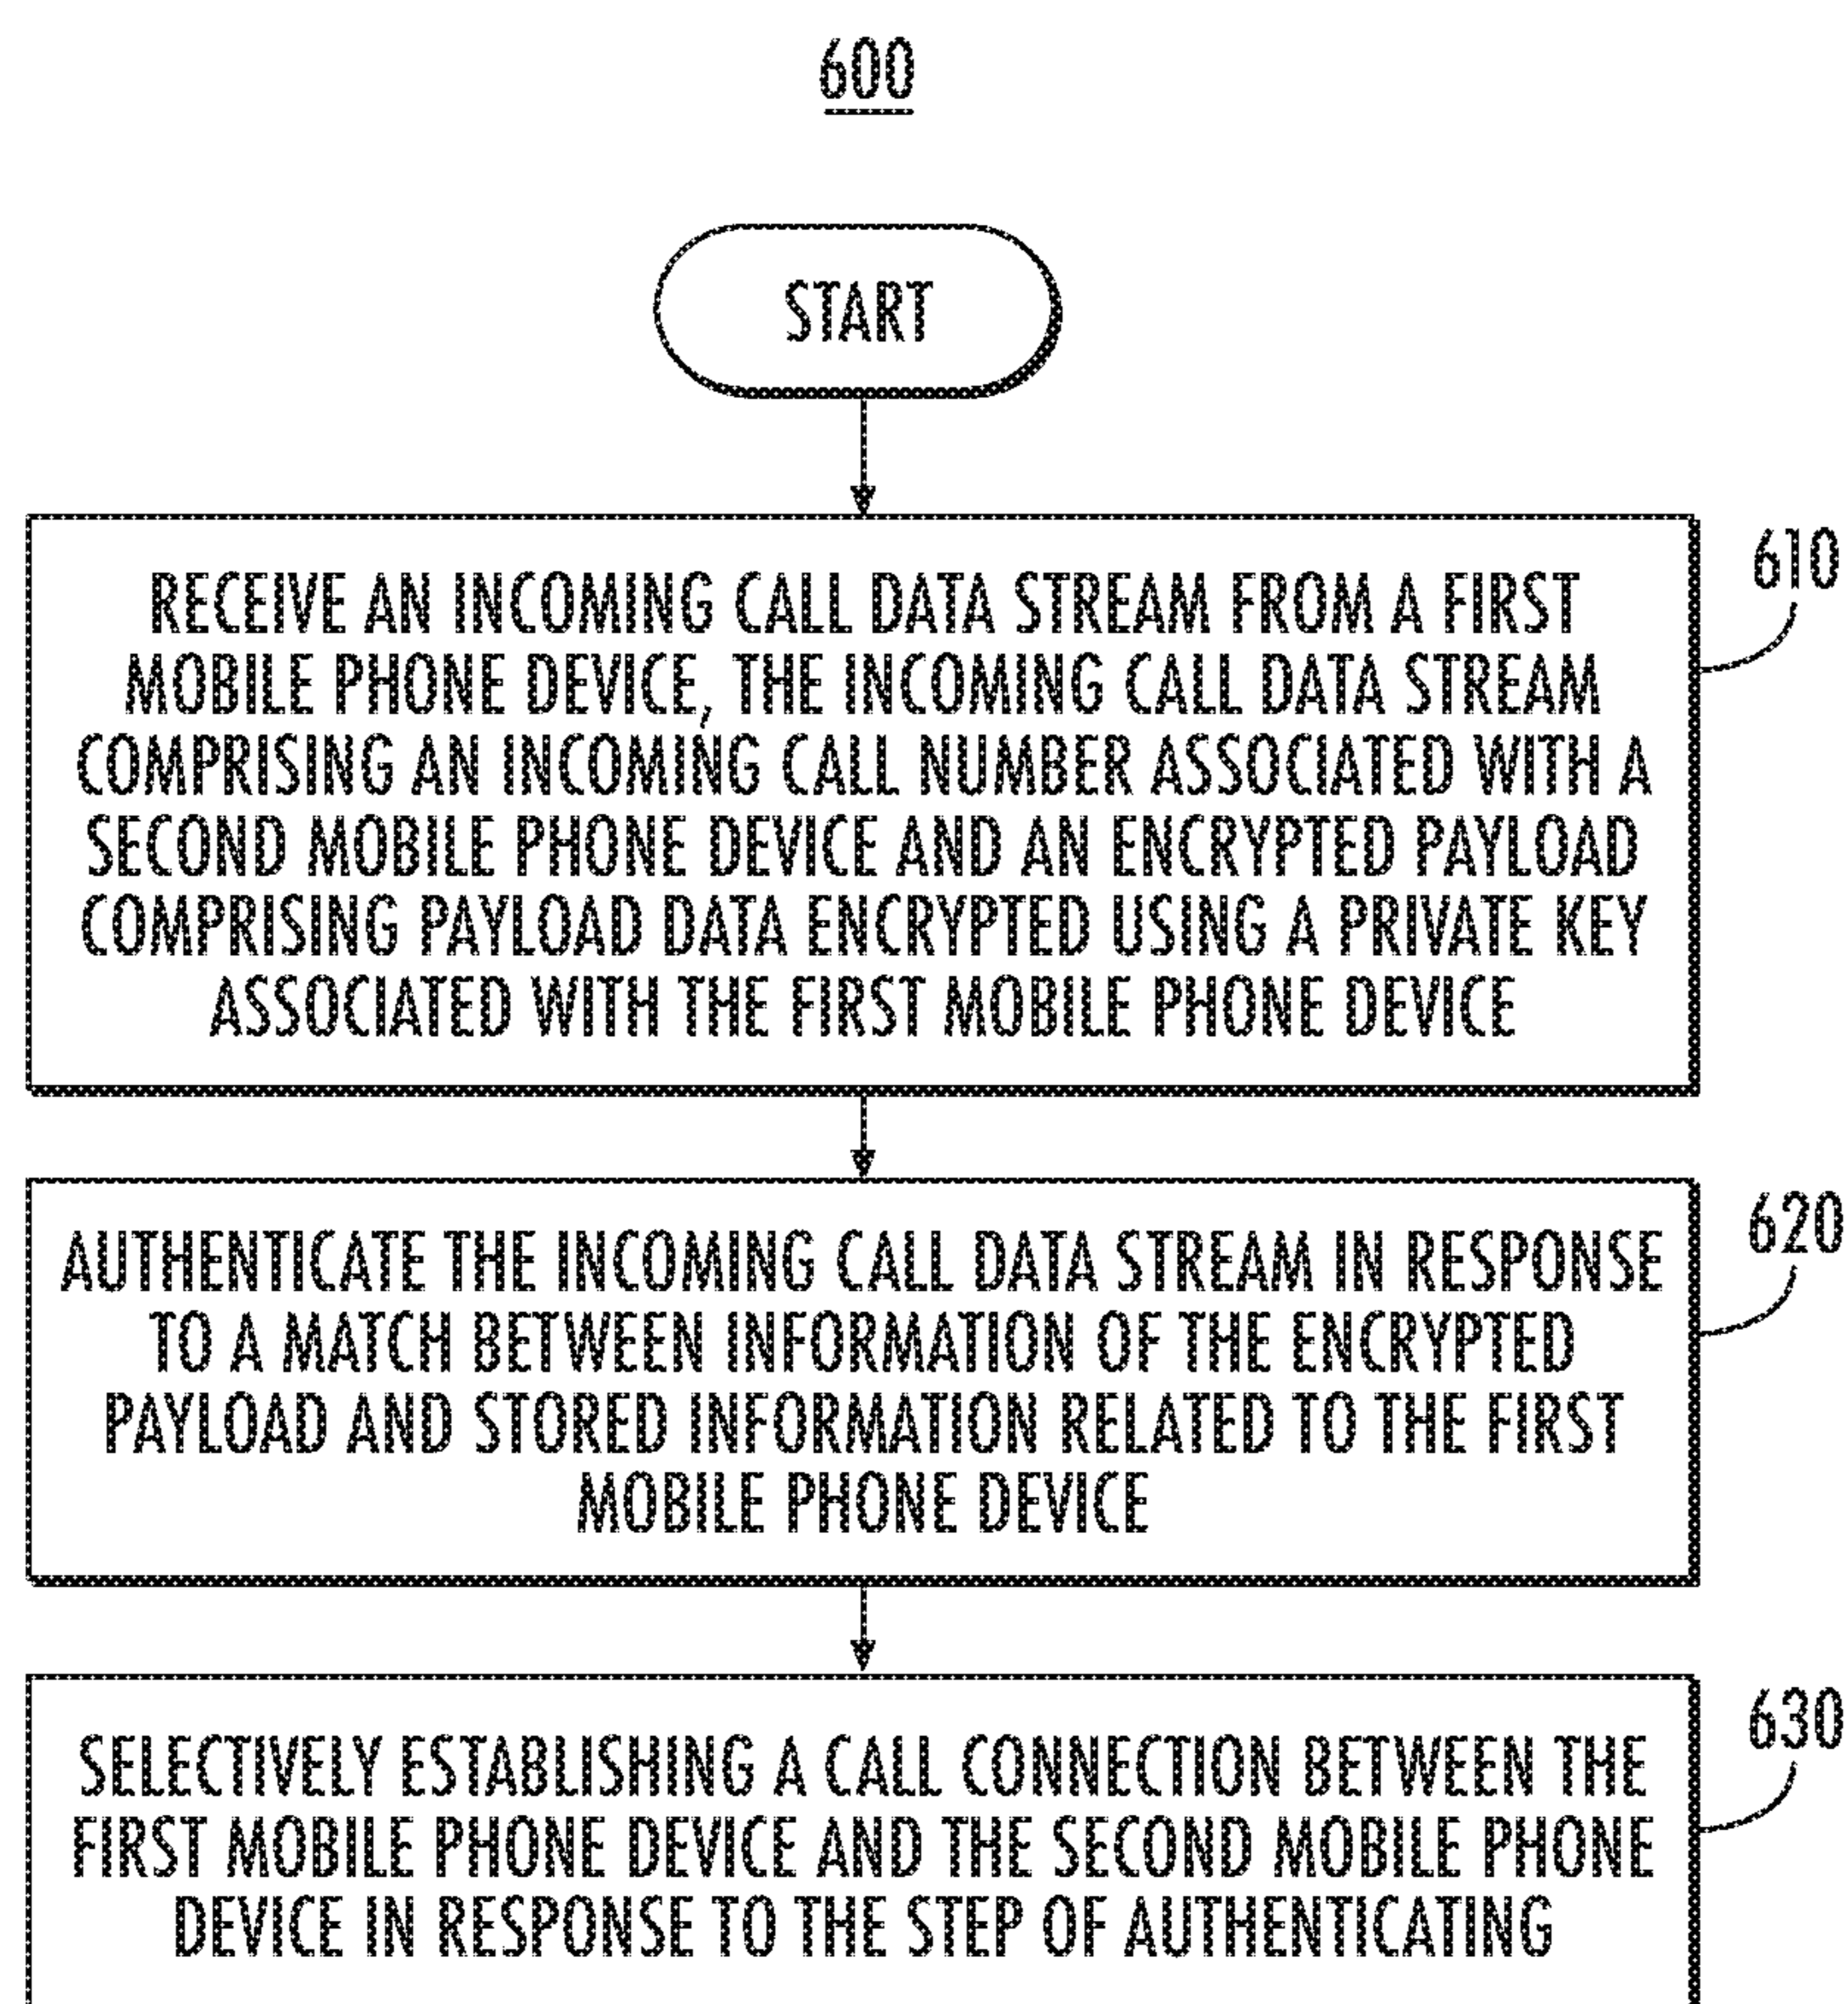 600
START
610
RECEIVE AN INCOMING CALL DATA STREAM FROM A FIRST
MOBILE PHONE DEVICE, THE INCOMING CALL DATA STREAM
COMPRISING AN INCOMING CALL NUMBER ASSOCIATED WITH A
SECOND MOBILE PHONE DEVICE AND AN ENCRYPTED PAYLOAD
COMPRISING PAYLOAD DATA ENCRYPTED USING A PRIVATE KEY
ASSOCIATED WITH THE FIRST MOBILE PHONE DEVICE
620
AUTHENTICATE THE INCOMING CALL DATA STREAM IN RESPONSE
TO A MATCH BETWEEN INFORMATION OF THE ENCRYPTED
PAYLOAD AND STORED INFORMATION RELATED TO THE FIRST
MOBILE PHONE DEVICE
630
SELECTIVELY ESTABLISHING A CALL CONNECTION BETWEEN THE
FIRST MOBILE PHONE DEVICE AND THE SECOND MOBILE PHONE
DEVICE IN RESPONSE TO THE STEP OF AUTHENTICATING